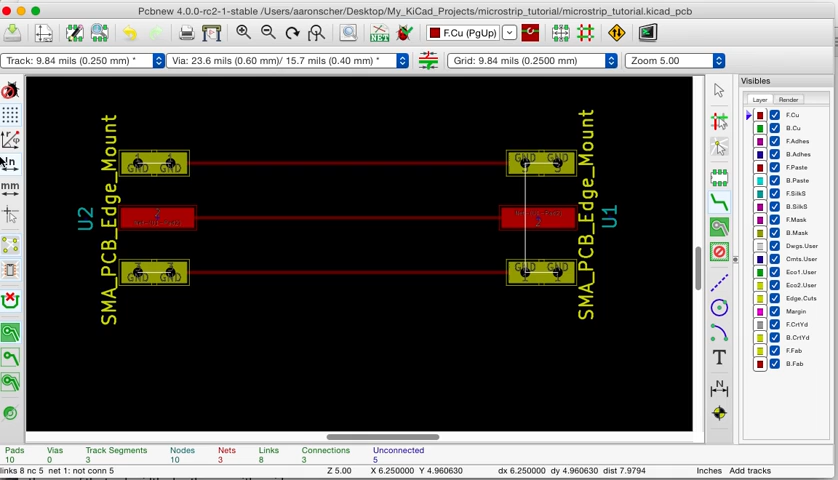 Pcbnew 4.0.0-rc2-1-stable /Users/aaronscher/Desktop/My_KiCad_Projects/microstrip_tutorial/microstrip_tutorial.kicad_pcb
NET
F.Cu (PgUp)
Track: 9.84 mils (0.250 mm) *
Via: 23.6 mils (0.60 mm)/ 15.7 mils (0.40 mm) *
Grid: 9.84 mils (0.2500 mm)
Zoom 5.00
Visibles
Layer Render
F.Cu
B.Cu
F.Adhes
B.Adhes
F.Paste
B.Paste
F.SilkS
B.SilkS
F.Mask
B.Mask
Dwgs.User
Cmts.User
Eco1.User
Eco2.User
Edge.Cuts
Margin
F.CrtYd
B.CrtYd
F.Fab
B.Fab
In
mm
U2
SMA_PCB_Edge_Mount
GND GND
GND GND
GND GND
GND GND
SMA_PCB_Edge_Mount
U1
T
N
Pads Vias Track Segments Nodes Nets Links Connections Unconnected
10 0 3 10 3 8 3 5
links 8 nc 5 net 1: not conn 5
Z 5.00 X 6.250000 Y 4.960630 dx 6.250000 dy 4.960630 dist 7.9794 Inches Add tracks